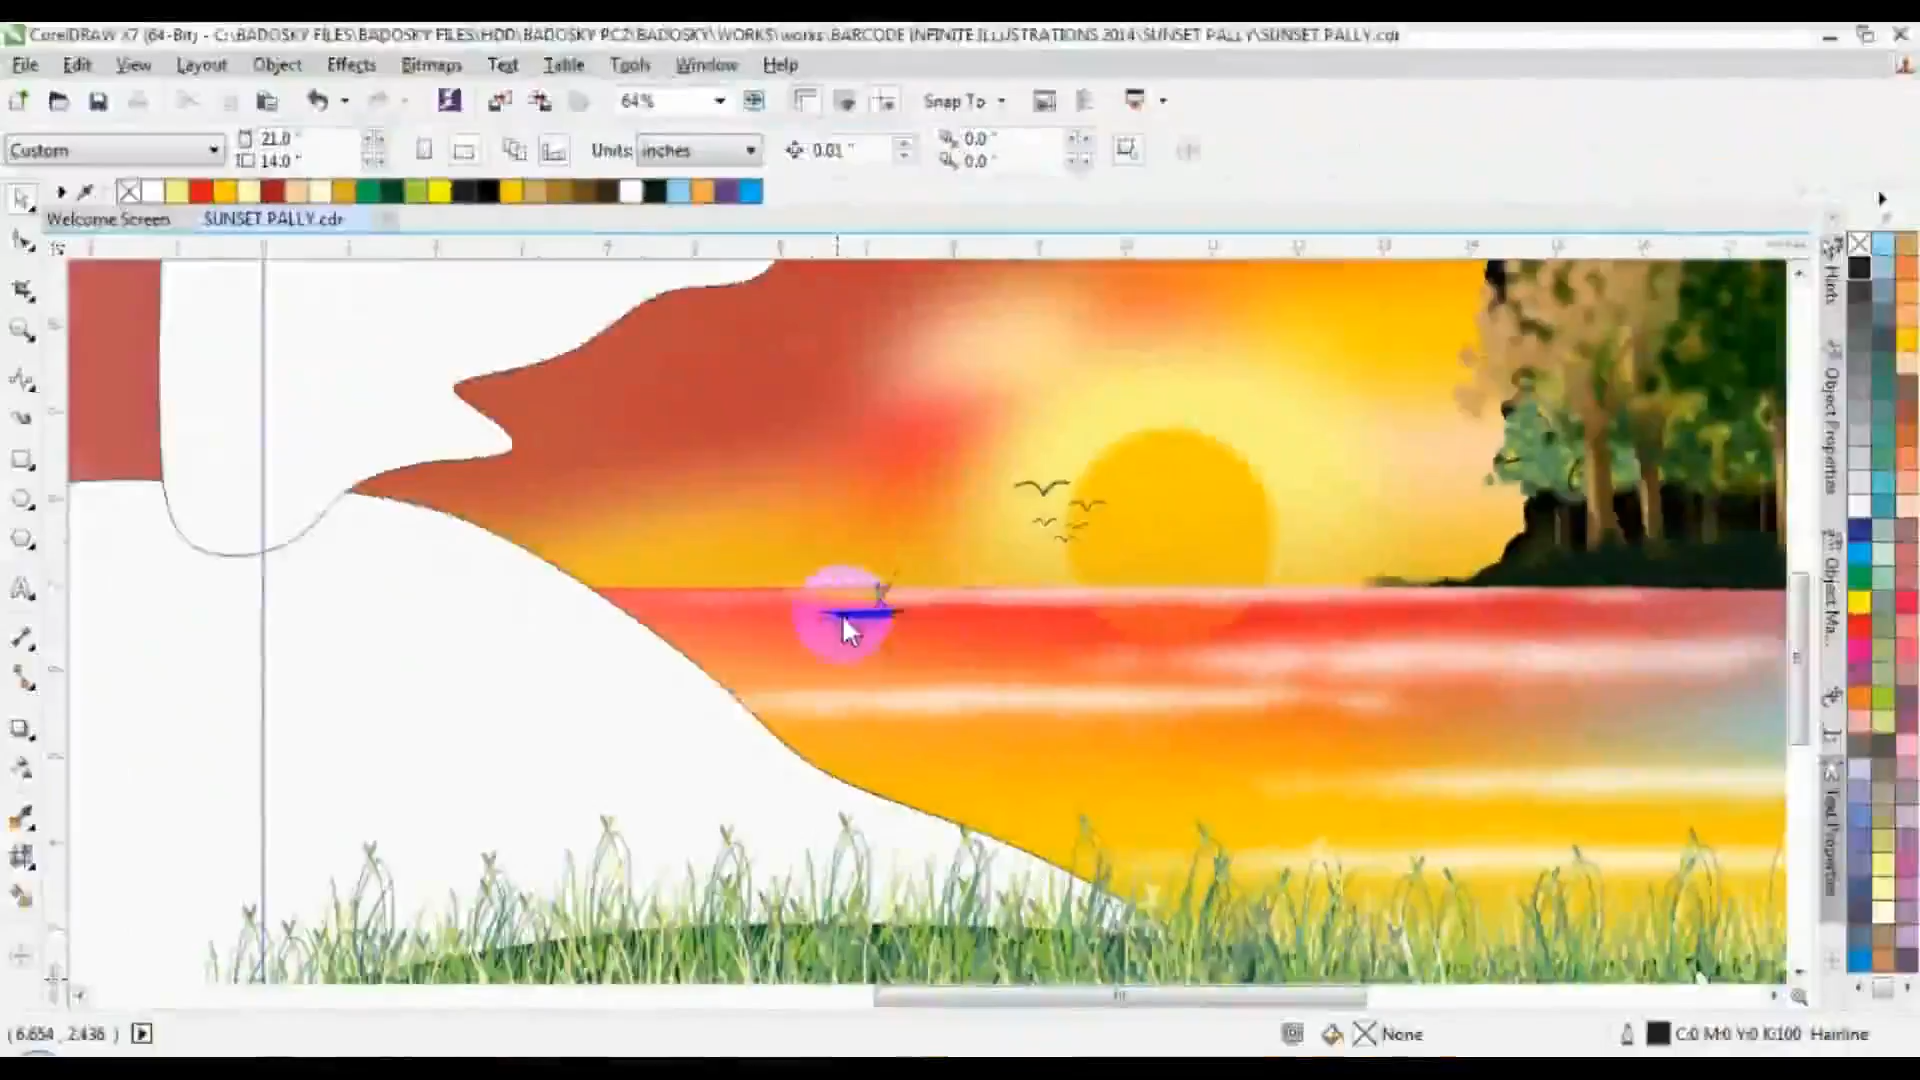 CorelDRAW X7 (64-Bit) - C:\BADOSKY FILES\BADOSKY FILES\HDD\BADOSKY PC2\BADOSKY\WORKS\works\BARCODE INFINITE ILLUSTRATIONS 2014\SUNSET PALLY\SUNSET PALLY.cdr
File Edit View Layout Object Effects Bitmaps Text Table Tools Window Help
64% Snap To
Custom 21.0 " 14.0 " Units: inches 0.01 " 0.0 " 0.0 "
Welcome Screen SUNSET PALLY.cdr
Hints
Object Properties
Object Ma...
Text Properties
(6.654 , 2.436 ) None C:0 M:0 Y:0 K:100 Hairline